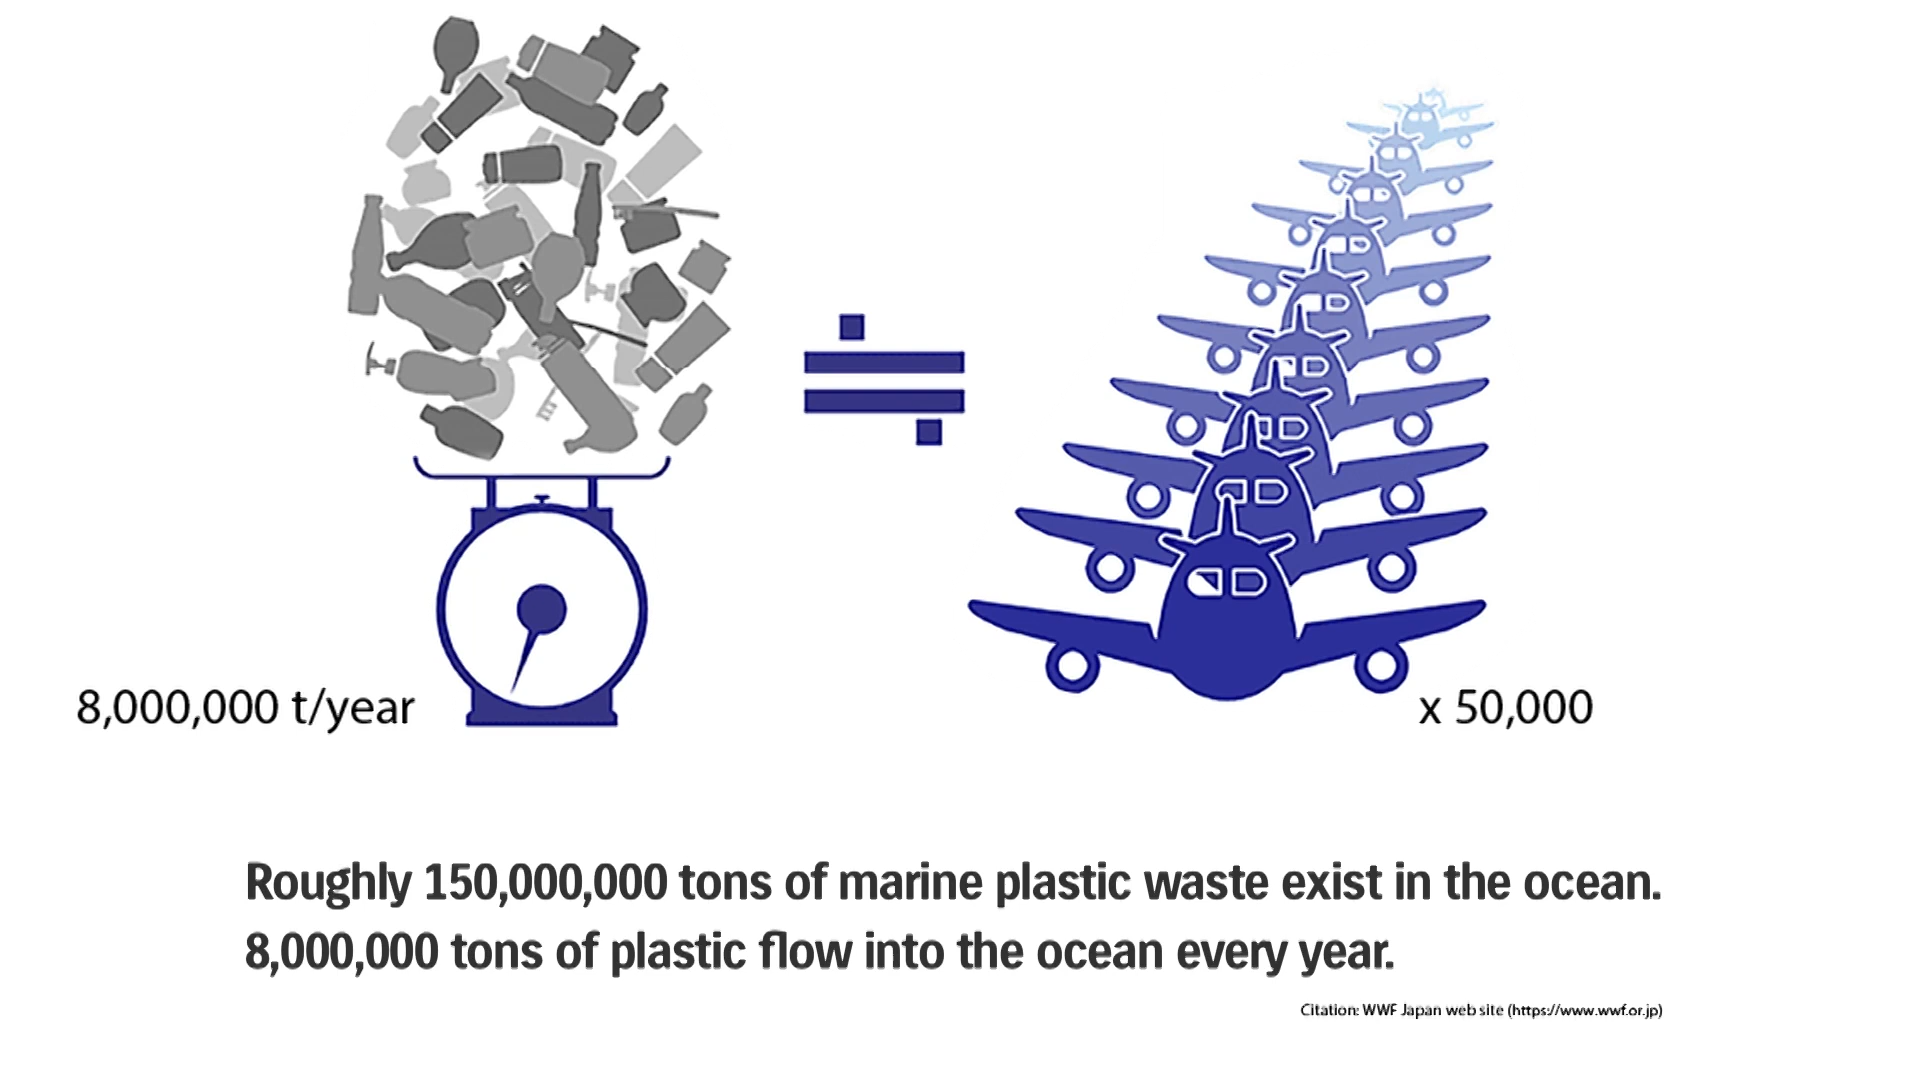 8,000,000 t/year
x 50,000
Roughly 150,000,000 tons of marine plastic waste exist in the ocean.
8,000,000 tons of plastic flow into the ocean every year.
Citation: WWF Japan web site (https://www.wwf.or.jp)